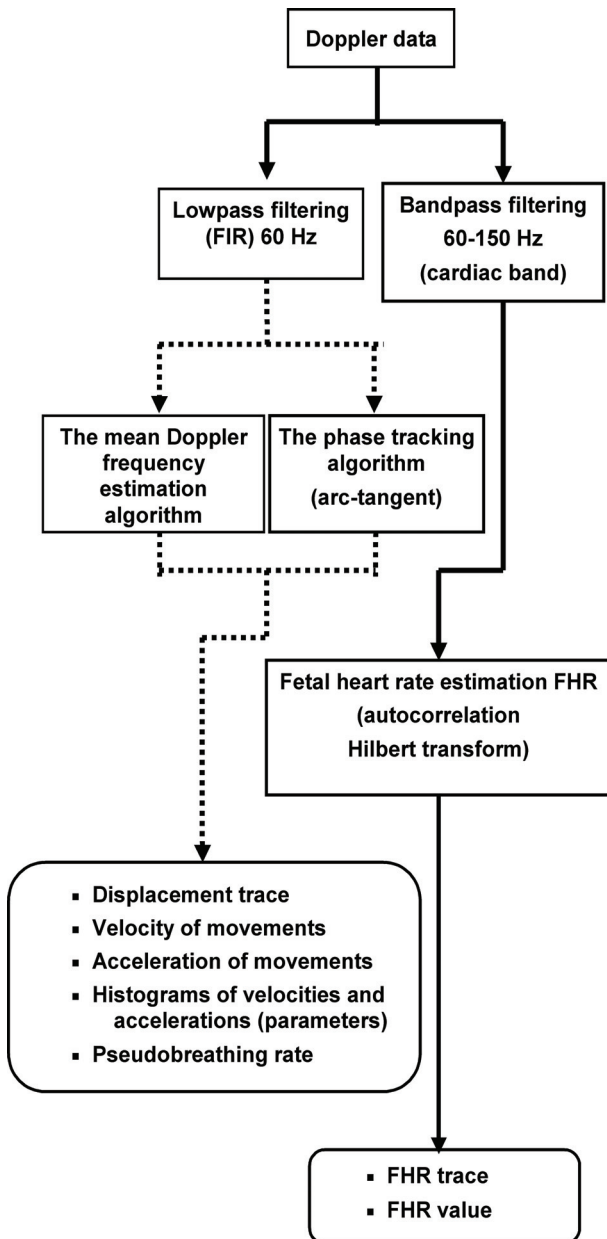 Doppler data
Lowpass filtering
(FIR) 60 Hz
Bandpass filtering
60-150 Hz
(cardiac band)
The mean Doppler
frequency
estimation
algorithm
The phase tracking
algorithm
(arc-tangent)
Fetal heart rate estimation FHR
(autocorrelation
Hilbert transform)
▪ Displacement trace
▪ Velocity of movements
▪ Acceleration of movements
▪ Histograms of velocities and
accelerations (parameters)
▪ Pseudobreathing rate
▪ FHR trace
▪ FHR value